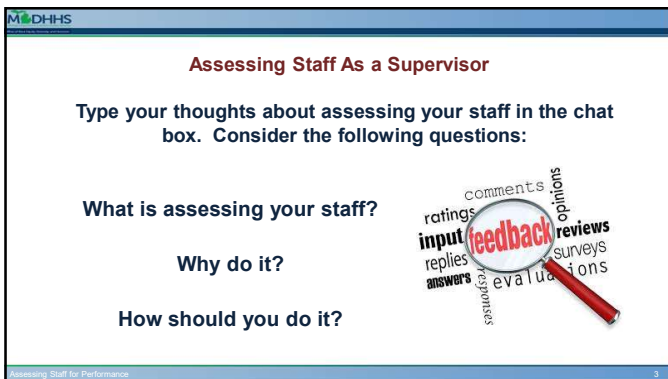 MDHHS
Assessing Staff As a Supervisor
Type your thoughts about assessing your staff in the chat
box. Consider the following questions:
What is assessing your staff?
Why do it?
How should you do it?
comments
opinions
ratings
input
feedback
reviews
replies
surveys
answers
responses
evaluations
Assessing Staff for Performance
3